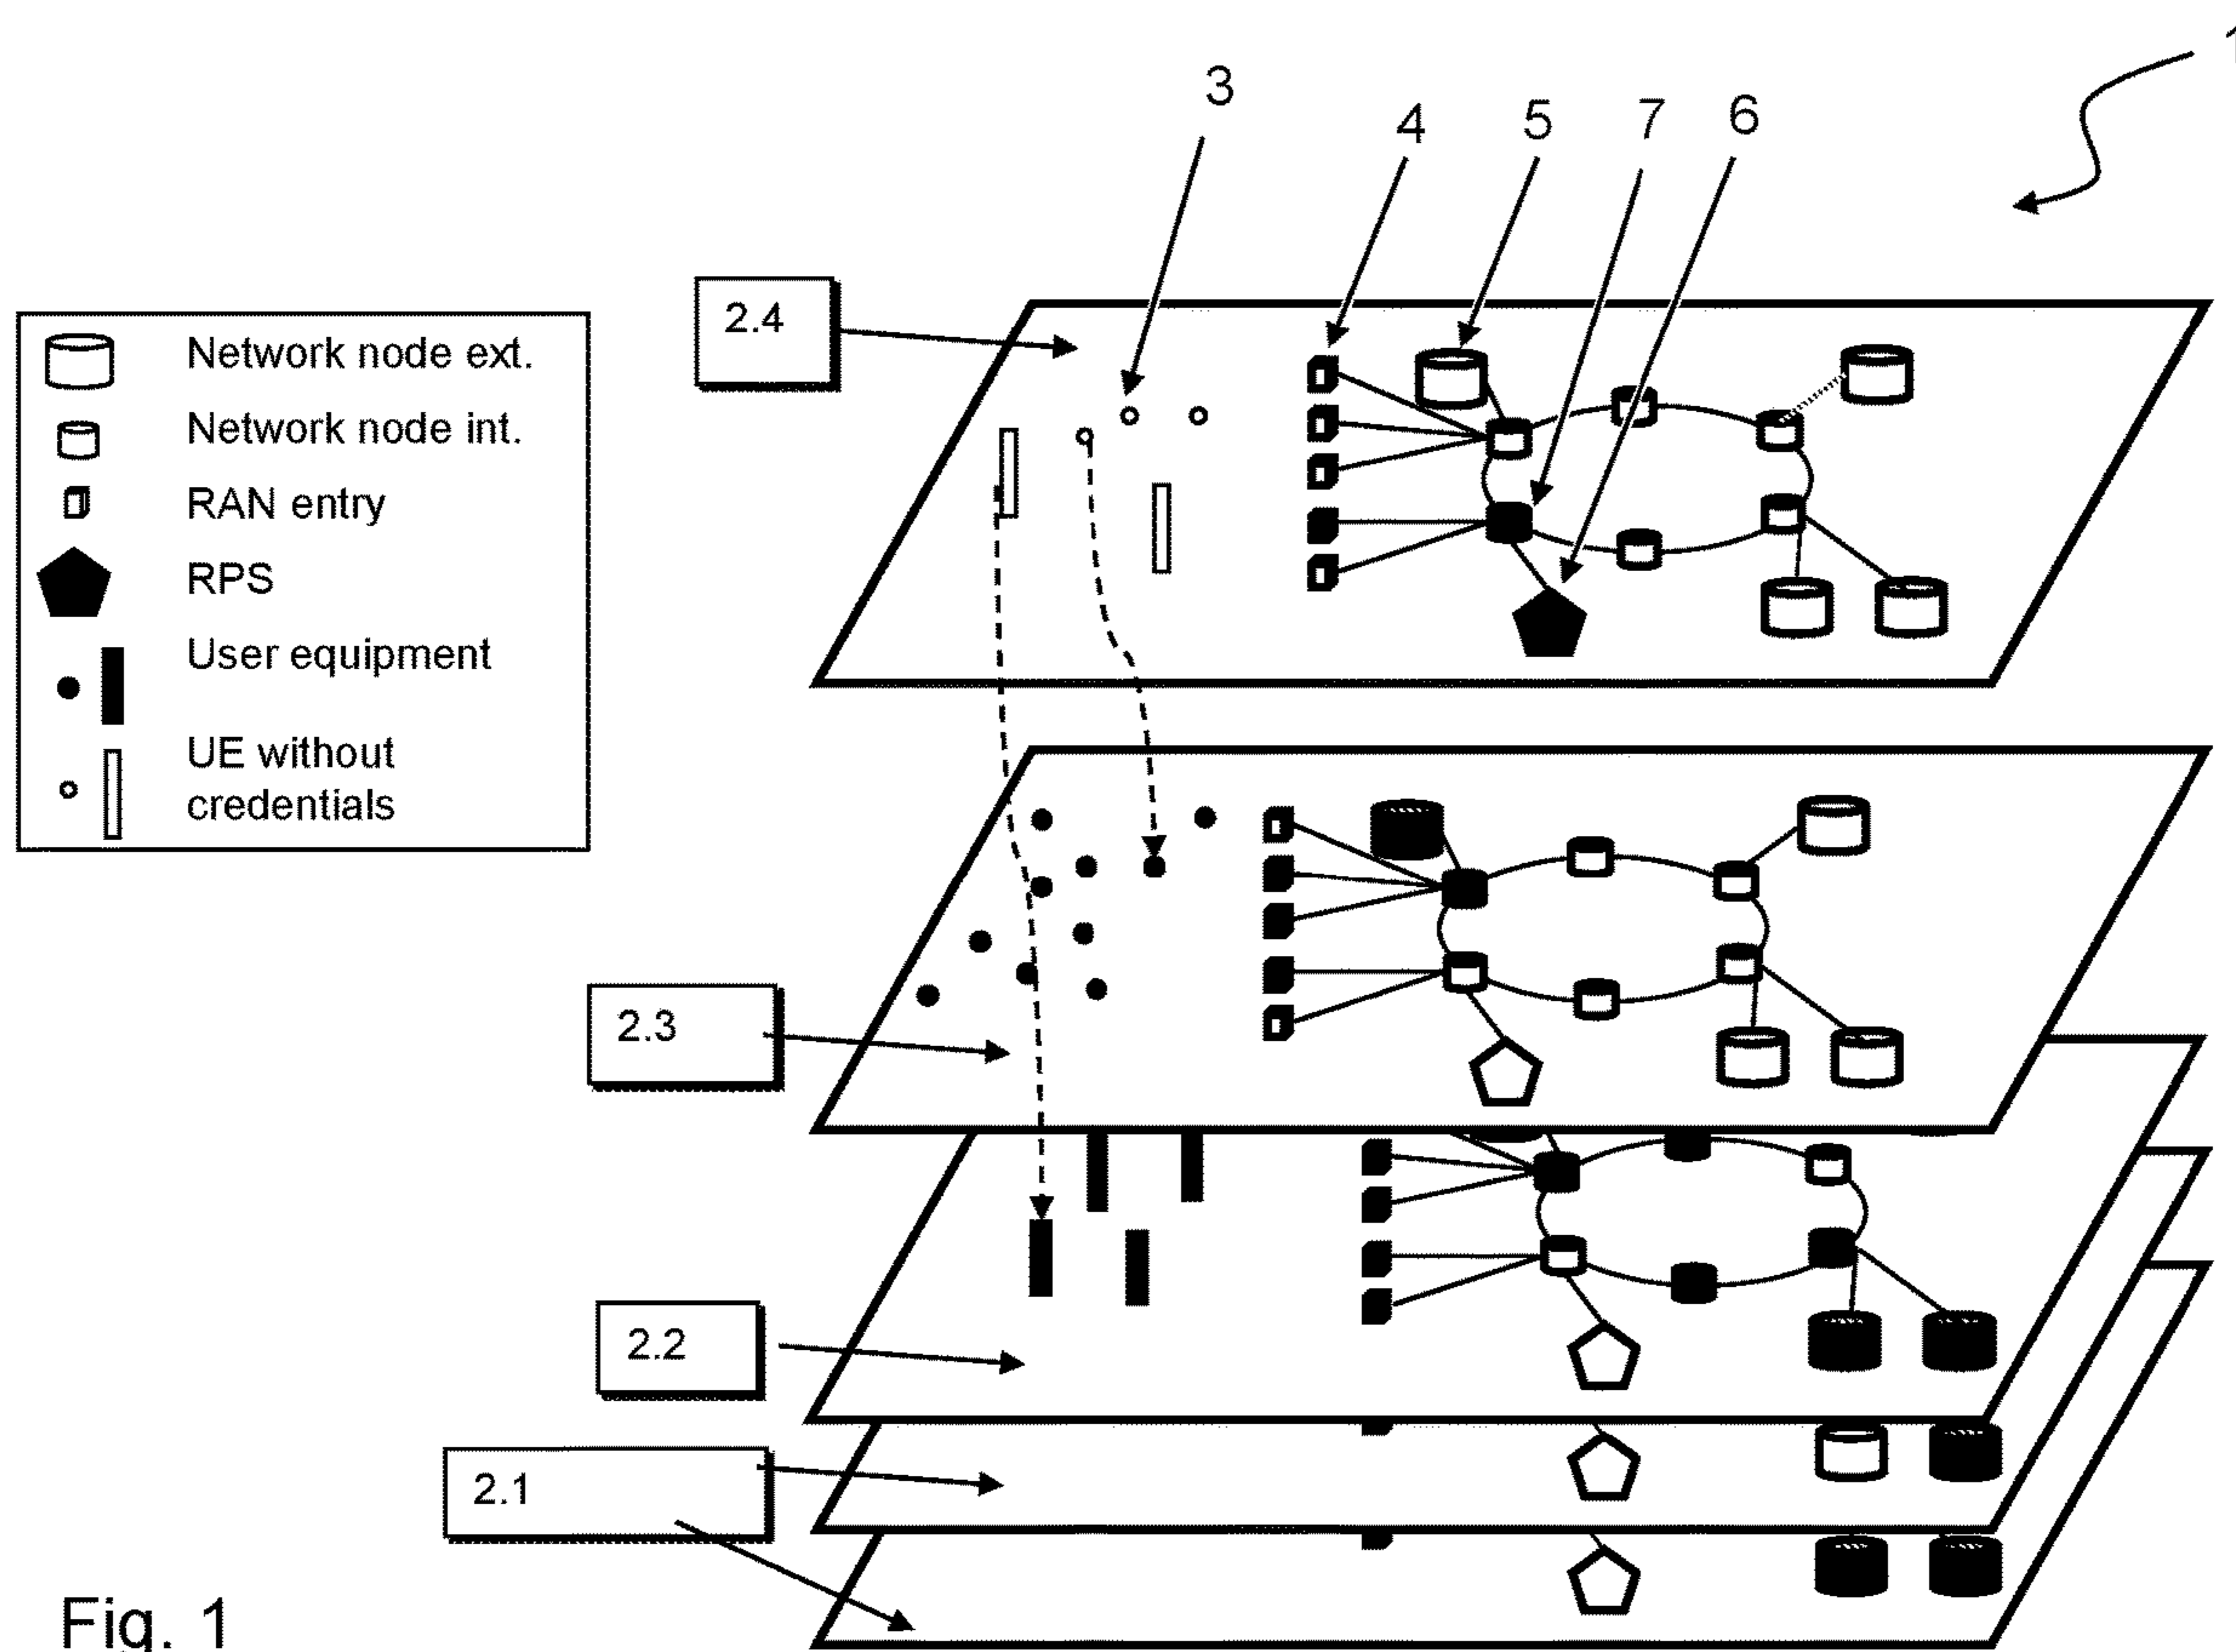 1
3
4
5
7
6
2.4
Network node ext.
Network node int.
RAN entry
RPS
User equipment
UE without
credentials
2.3
2.2
2.1
Fig. 1